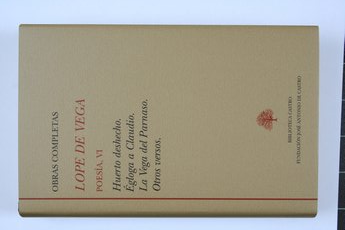 OBRAS COMPLETAS
LOPE DE VEGA
POESÍA, VI
Huerto deshecho.
Égloga a Claudio.
La Vega del Parnaso.
Otros versos.
BIBLIOTECA CASTRO
FUNDACIÓN JOSÉ ANTONIO DE CASTRO